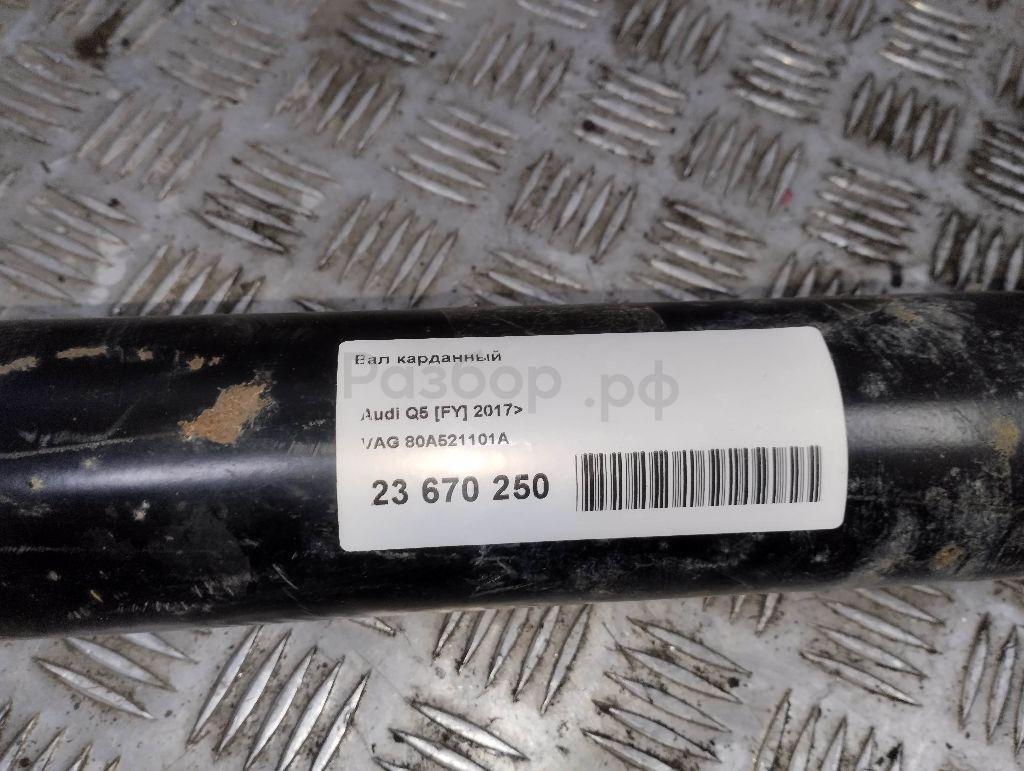 Вал карданный
Разбор.рф
Audi Q5 [FY] 2017>
VAG 80A521101A
23 670 250